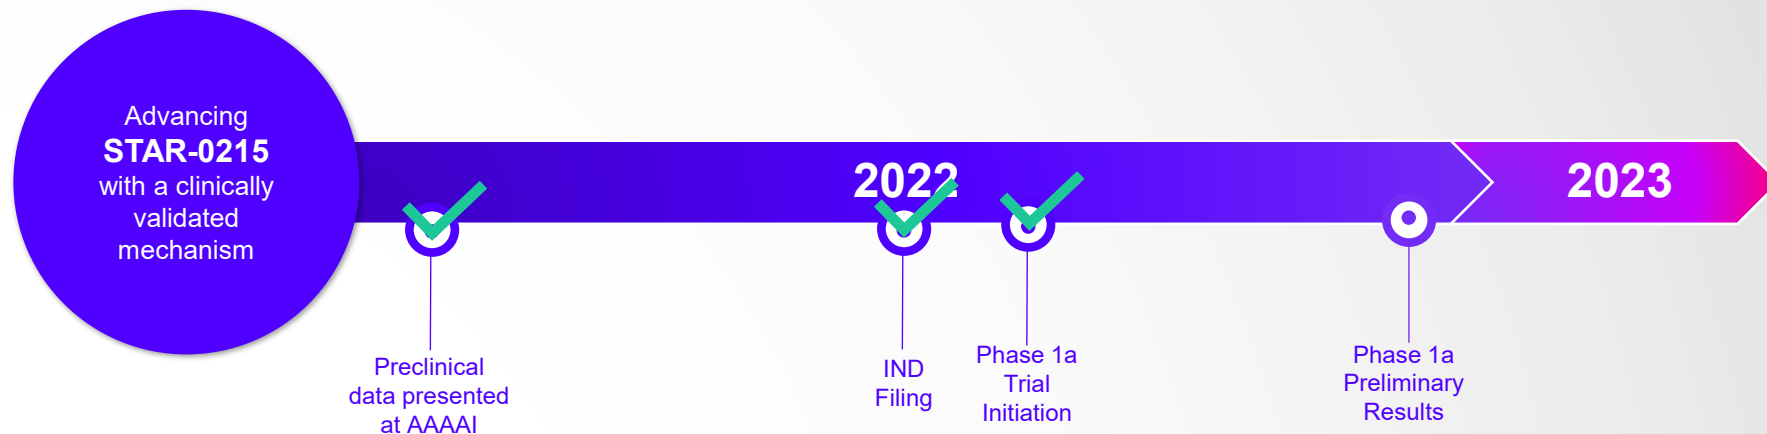 Advancing
STAR-0215
with a clinically
validated
mechanism
2022
2023
Preclinical
data presented
at AAAAI
IND
Filing
Phase 1a
Trial
Initiation
Phase 1a
Preliminary
Results